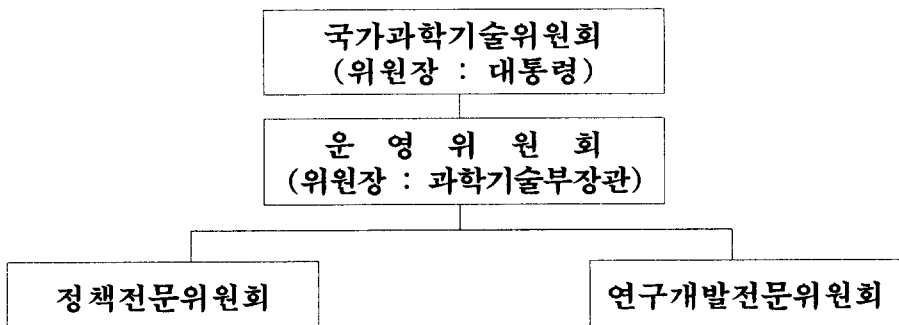 국가과학기술위원회
(위원장 : 대통령)
운 영 위 원 회
(위원장 : 과학기술부장관)
정책전문위원회
연구개발전문위원회